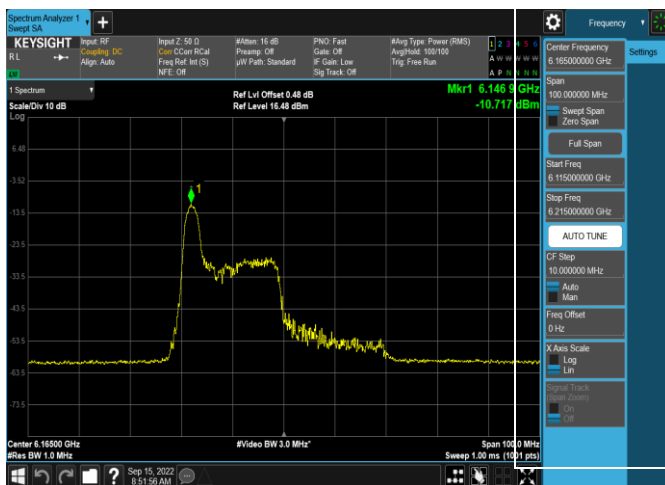 Spectrum Analyzer 1
Swept SA
+
Frequency
KEYSIGHT
Input: RF
Input Z: 50 Ω
#Atten: 16 dB
PNO: Fast
#Avg Type: Power (RMS)
1 2 3 4 5 6
R L
Coupling: DC
Corr CCorr RCal
Preamp: Off
Gate: Off
Avg|Hold: 100/100
A W W W W W
Align: Auto
Freq Ref: Int (S)
µW Path: Standard
IF Gain: Low
Trig: Free Run
NFE: Off
Sig Track: Off
A P N N N N
LXI
1 Spectrum
Ref Lvl Offset 0.48 dB
Mkr1 6.146 9 GHz
Scale/Div 10 dB
Ref Level 16.48 dBm
-10.717 dBm
Log
6.48
-3.52
-13.5
-23.5
-33.5
-43.5
-53.5
-63.5
-73.5
1
Center 6.16500 GHz
#Video BW 3.0 MHz*
Span 100.0 MHz
#Res BW 1.0 MHz
Sweep 1.00 ms (1001 pts)
Sep 15, 2022
8:51:56 AM
?
Settings
Center Frequency
6.165000000 GHz
Span
100.000000 MHz
Swept Span
Zero Span
Full Span
Start Freq
6.115000000 GHz
Stop Freq
6.215000000 GHz
AUTO TUNE
CF Step
10.000000 MHz
Auto
Man
Freq Offset
0 Hz
X Axis Scale
Log
Lin
Signal Track
(Span Zoom)
On
Off